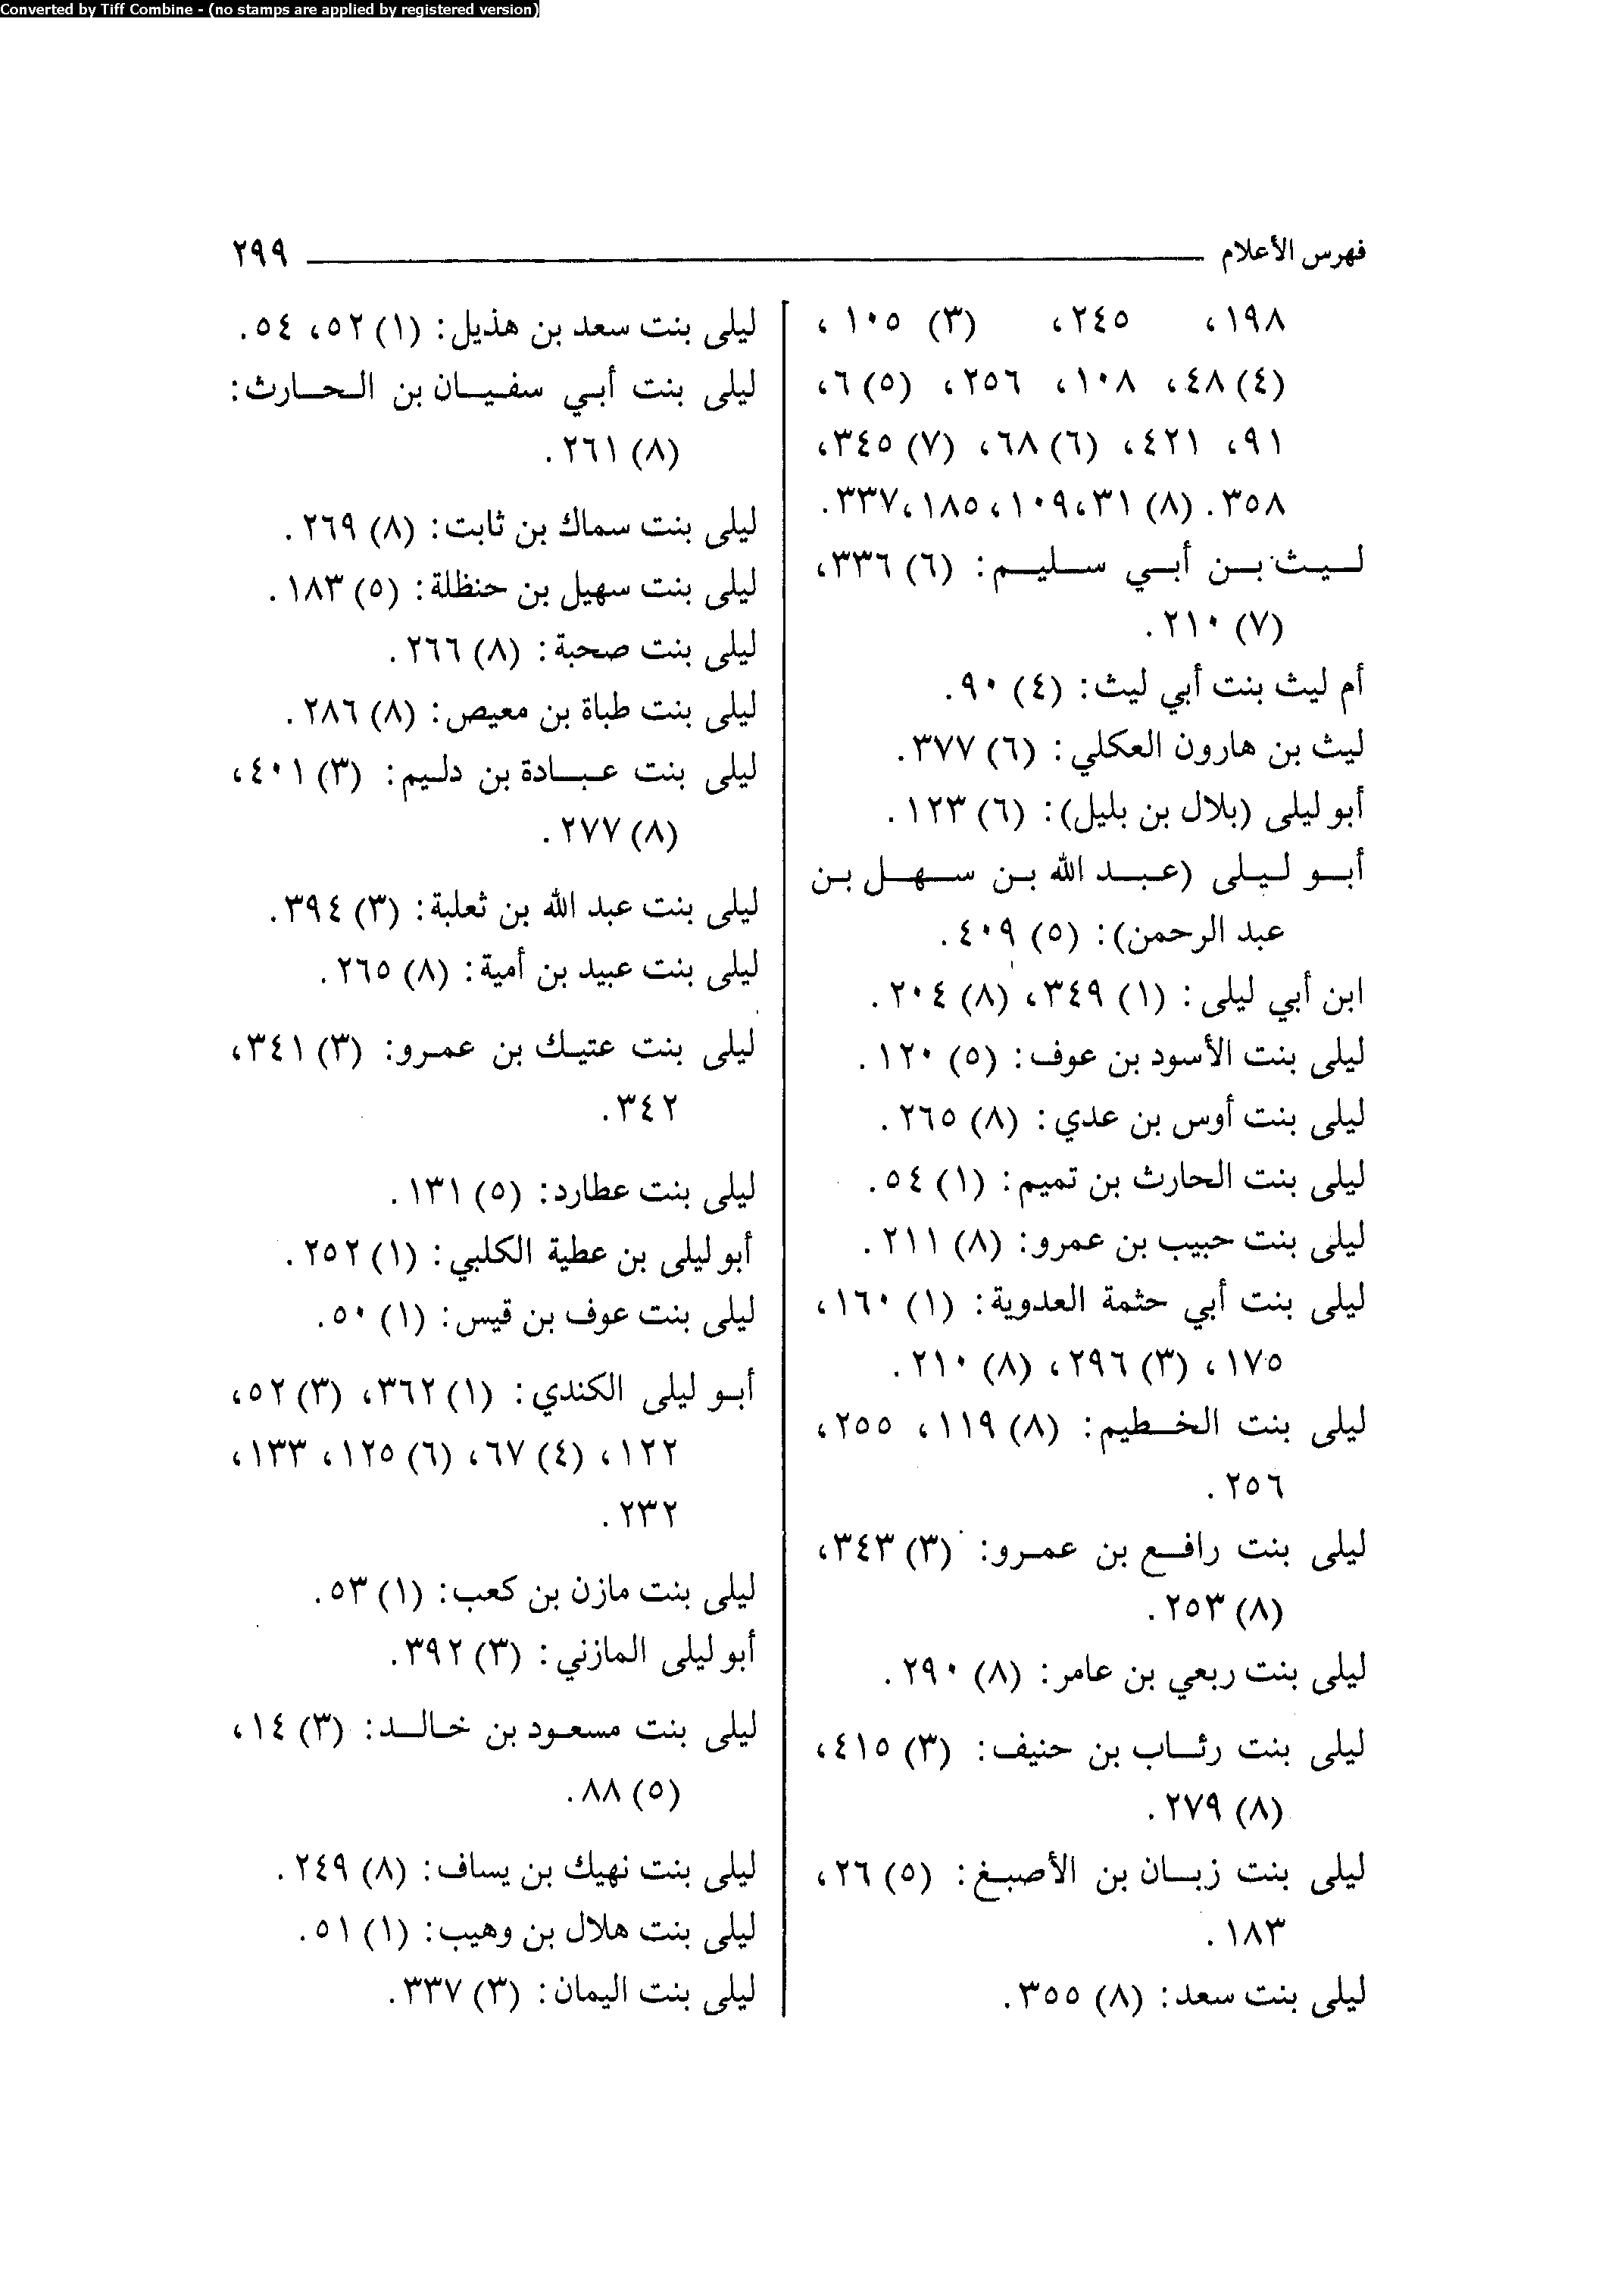 Converted by Tiff Combine - (no stamps are applied by registered version)
فهرس الأعلام ٢٩٩
١٩٨، ٢٤٥، (٣) ١٠٥،
(٤) ٤٨، ١٠٨، ٢٥٦، (٥) ٦،
٩١، ٤٢١، (٦) ٦٨، (٧) ٣٤٥،
٣٥٨. (٨) ٣١، ١٠٩، ١٨٥، ٣٣٧.
ليث بن أبي سليم: (٦) ٣٣٦،
(٧) ٢١٠.
أم ليث بنت أبي ليث: (٤) ٩٠.
ليث بن هارون العكلي: (٦) ٣٧٧.
أبو ليلى (بلال بن بليل): (٦) ١٢٣.
أبو ليلى (عبد الله بن سهل بن
عبد الرحمن): (٥) ٤٠٩.
ابن أبي ليلى: (١) ٣٤٩، (٨) ٢٠٤.
ليلى بنت الأسود بن عوف: (٥) ١٢٠.
ليلى بنت أوس بن عدي: (٨) ٢٦٥.
ليلى بنت الحارث بن تميم: (١) ٥٤.
ليلى بنت حبيب بن عمرو: (٨) ٢١١.
ليلى بنت أبي حثمة العدوية: (١) ١٦٠،
١٧٥، (٣) ٢٩٦، (٨) ٢١٠.
ليلى بنت الخطيم: (٨) ١١٩، ٢٥٥،
٢٥٦.
ليلى بنت رافع بن عمرو: (٣) ٣٤٣،
(٨) ٢٥٣.
ليلى بنت ربعي بن عامر: (٨) ٢٩٠.
ليلى بنت رئاب بن حنيف: (٣) ٤١٥،
(٨) ٢٧٩.
ليلى بنت زبان بن الأصبغ: (٥) ٢٦،
١٨٣.
ليلى بنت سعد: (٨) ٣٥٥.
ليلى بنت سعد بن هذيل: (١) ٥٢، ٥٤.
ليلى بنت أبي سفيان بن الحارث:
(٨) ٢٦١.
ليلى بنت سماك بن ثابت: (٨) ٢٦٩.
ليلى بنت سهيل بن حنظلة: (٥) ١٨٣.
ليلى بنت صحبة: (٨) ٢٦٦.
ليلى بنت طباة بن معيص: (٨) ٢٨٦.
ليلى بنت عبادة بن دليم: (٣) ٤٠١،
(٨) ٢٧٧.
ليلى بنت عبد الله بن ثعلبة: (٣) ٣٩٤.
ليلى بنت عبيد بن أمية: (٨) ٢٦٥.
ليلى بنت عتيك بن عمرو: (٣) ٣٤١،
٣٤٢.
ليلى بنت عطارد: (٥) ١٣١.
أبو ليلى بن عطية الكلبي: (١) ٢٥٢.
ليلى بنت عوف بن قيس: (١) ٥٠.
أبو ليلى الكندي: (١) ٣٦٢، (٣) ٥٢،
١٢٢، (٤) ٦٧، (٦) ١٢٥، ١٣٣،
٢٣٢.
ليلى بنت مازن بن كعب: (١) ٥٣.
أبو ليلى المازني: (٣) ٣٩٢.
ليلى بنت مسعود بن خالد: (٣) ١٤،
(٥) ٨٨.
ليلى بنت نهيك بن يساف: (٨) ٢٤٩.
ليلى بنت هلال بن وهيب: (١) ٥١.
ليلى بنت اليمان: (٣) ٣٣٧.